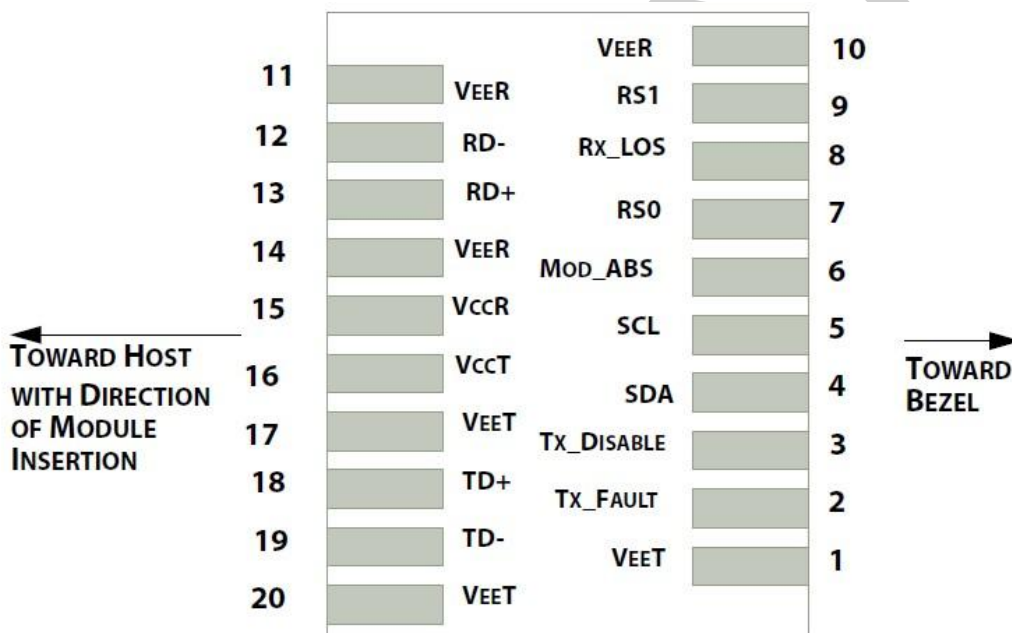 VEER 10
11 VEER
RS1 9
12 RD-
RX_LOS 8
13 RD+
RS0 7
14 VEER
MOD_ABS 6
15 VCCR
SCL 5
16 VCCT
SDA 4
17 VEET
TX_DISABLE 3
18 TD+
TX_FAULT 2
19 TD-
VEET 1
20 VEET
TOWARD HOST
WITH DIRECTION
OF MODULE
INSERTION
TOWARD
BEZEL